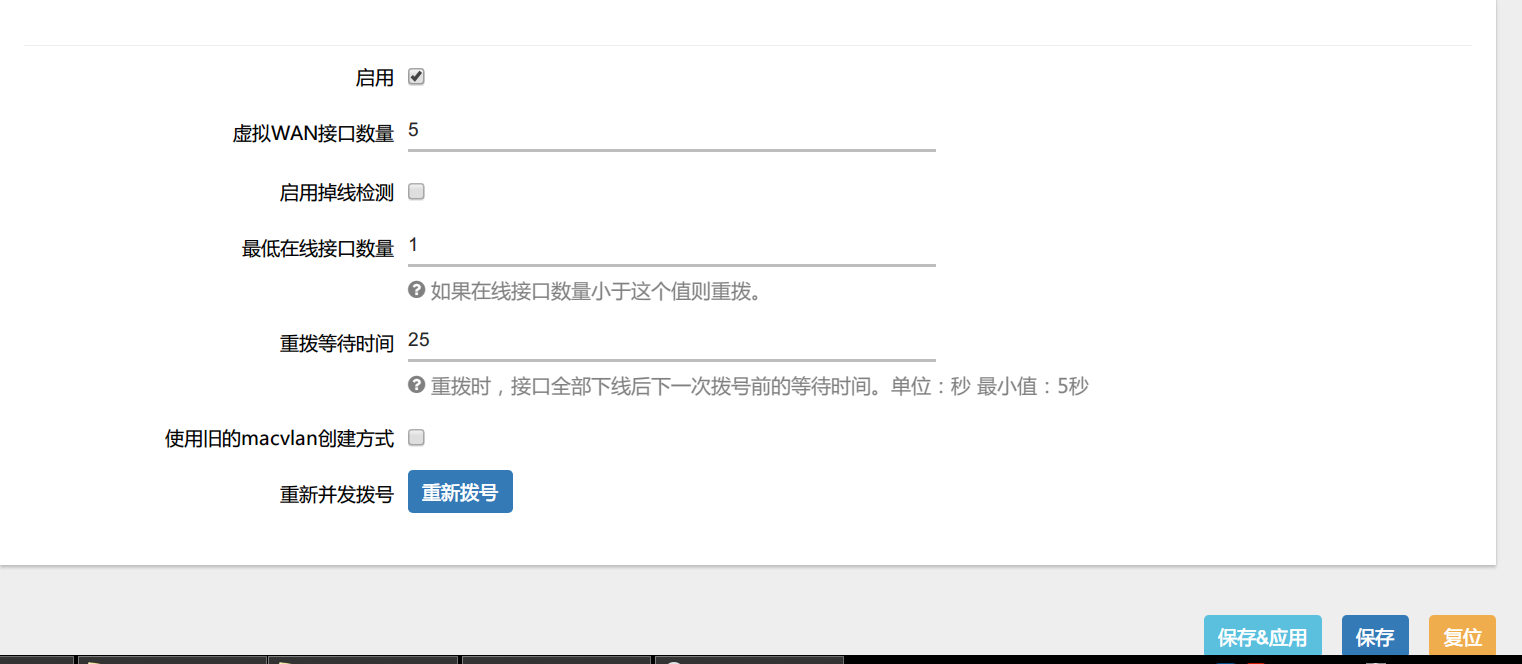 启用
虚拟WAN接口数量 5
启用掉线检测
最低在线接口数量 1
如果在线接口数量小于这个值则重拨。
重拨等待时间 25
重拨时，接口全部下线后下一次拨号前的等待时间。单位：秒 最小值：5秒
使用旧的macvlan创建方式
重新并发拨号 重新拨号
保存&应用 保存 复位